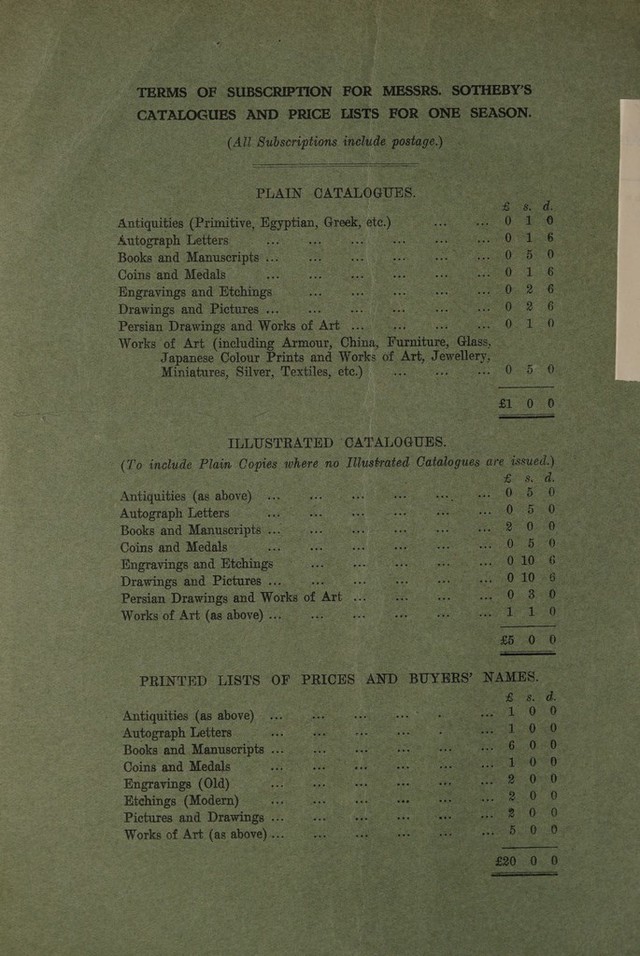 TERMS OF SUBSCRIPTION FOR MESSRS. SOTHEBY'S
CATALOGUES AND PRICE LISTS FOR ONE SEASON.
(All Subscriptions include postage.)
PLAIN CATALOGUES.
£ s. d.
Antiquities (Primitive, Egyptian, Greek, etc.) ... ... 0 1 0
Autograph Letters ... ... ... ... ... ... 0 1 6
Books and Manuscripts ... ... ... ... ... ... 0 5 0
Coins and Medals ... ... ... ... ... ... 0 1 6
Engravings and Etchings ... ... ... ... ... 0 2 6
Drawings and Pictures ... ... ... ... ... ... 0 2 6
Persian Drawings and Works of Art ... ... ... ... 0 1 0
Works of Art (including Armour, China, Furniture, Glass,
Japanese Colour Prints and Works of Art, Jewellery,
Miniatures, Silver, Textiles, etc.) ... ... ... 0 5 0
£1 0 0
ILLUSTRATED CATALOGUES.
(To include Plain Copies where no Illustrated Catalogues are issued.)
£ s. d.
Antiquities (as above) ... ... ... ... ... ... 0 5 0
Autograph Letters ... ... ... ... ... ... 0 5 0
Books and Manuscripts ... ... ... ... ... ... 2 0 0
Coins and Medals ... ... ... ... ... ... 0 5 0
Engravings and Etchings ... ... ... ... ... 0 10 6
Drawings and Pictures ... ... ... ... ... ... 0 10 6
Persian Drawings and Works of Art ... ... ... ... 0 3 0
Works of Art (as above) ... ... ... ... ... ... 1 1 0
£5 0 0
PRINTED LISTS OF PRICES AND BUYERS' NAMES.
£ s. d.
Antiquities (as above) ... ... ... ... . ... 1 0 0
Autograph Letters ... ... ... ... . ... 1 0 0
Books and Manuscripts ... ... ... ... ... ... 6 0 0
Coins and Medals ... ... ... ... ... ... 1 0 0
Engravings (Old) ... ... ... ... ... ... 2 0 0
Etchings (Modern) ... ... ... ... ... ... 2 0 0
Pictures and Drawings ... ... ... ... ... ... 2 0 0
Works of Art (as above) ... ... ... ... ... ... 5 0 0
£20 0 0